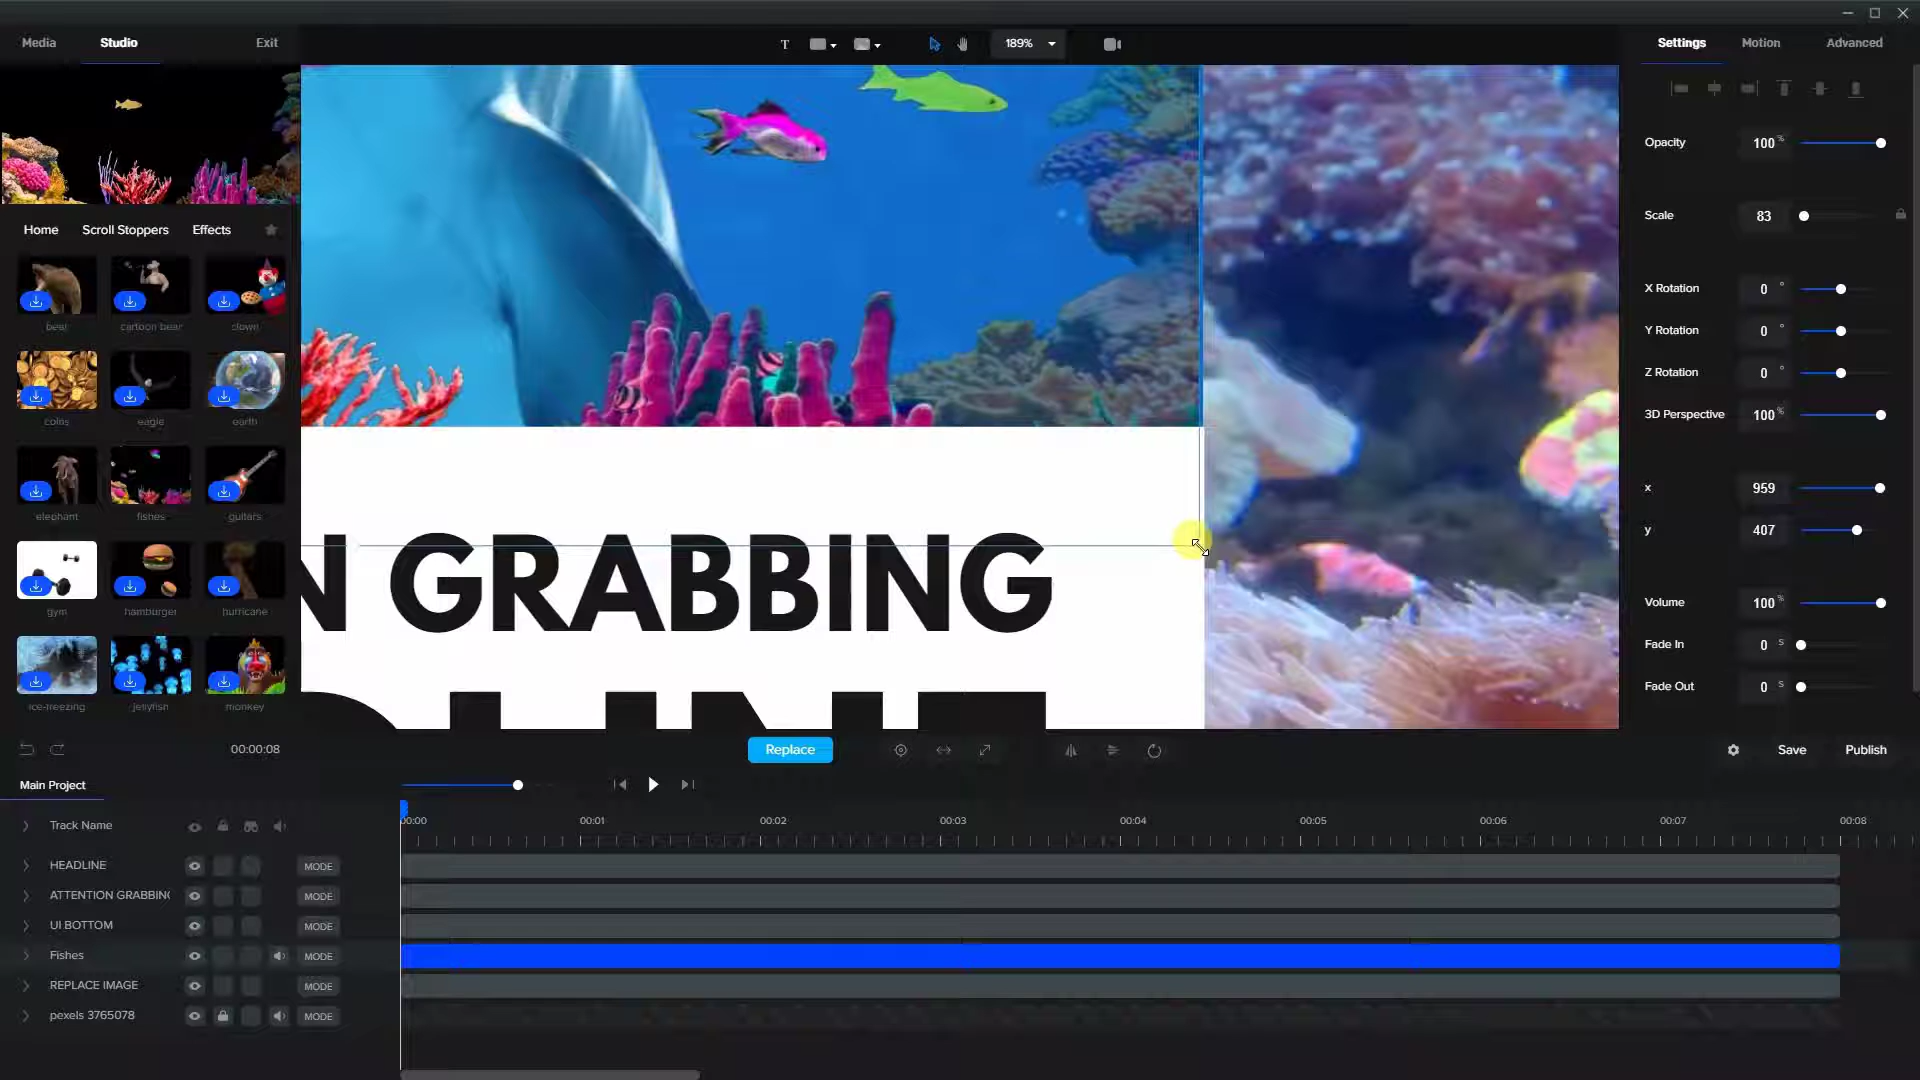 Media Studio Exit
T 189%
Settings Motion Advanced
Home Scroll Stoppers Effects
bear cartoon bear clown
coins eagle earth
elephant fishes guitars
gym hamburger hurricane
ice-freezing jellyfish monkey
N GRABBING
Opacity 100 %
Scale 83
X Rotation 0 °
Y Rotation 0 °
Z Rotation 0 °
3D Perspective 100 %
x 959
y 407
Volume 100 %
Fade In 0 s
Fade Out 0 s
00:00:08
Replace
Save Publish
Main Project
Track Name
00:00 00:01 00:02 00:03 00:04 00:05 00:06 00:07 00:08
HEADLINE MODE
ATTENTION GRABBING MODE
UI BOTTOM MODE
Fishes MODE
REPLACE IMAGE MODE
pexels 3765078 MODE